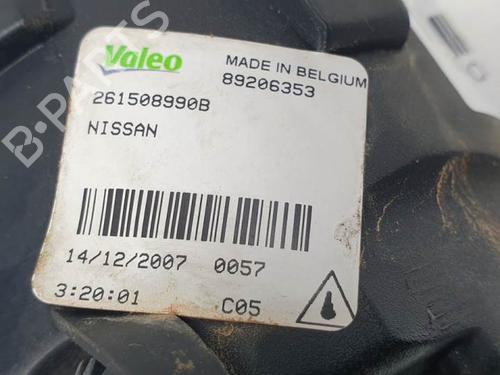 Valeo
MADE IN BELGIUM
89206353
261508990B
NISSAN
14/12/2007 0057
3:20:01 C05
B-PARTS